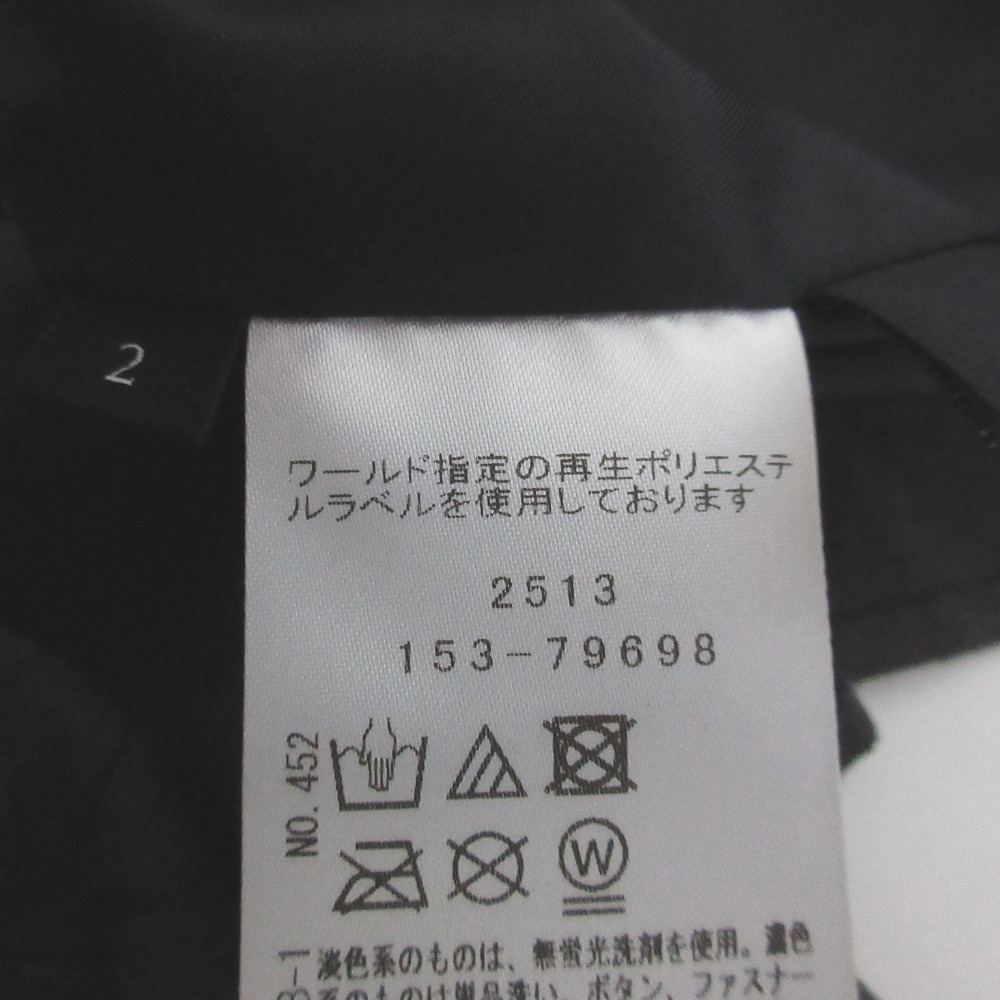 2
ワールド指定の再生ポリエステ
ルラベルを使用しております
2513
153-79698
NO.452
W
淡色系のものは、無蛍光洗剤を使用。濃色
系のものは単品洗い。ボタン、ファスナー